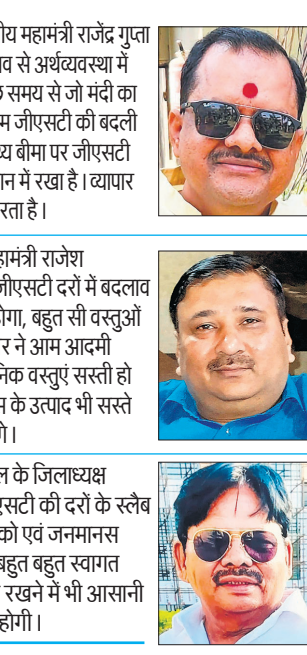 ीय महामंत्री राजेंद्र गुप्ता
व से अर्थव्यवस्था में
समय से जो मंदी का
म जीएसटी की बदली
थ्य बीमा पर जीएसटी
ान में रखा है। व्यापार
रता है।
हामंत्री राजेश
जीएसटी दरों में बदलाव
होगा, बहुत सी वस्तुओं
र ने आम आदमी
निक वस्तुएं सस्ती हो
म के उत्पाद भी सस्ते
गे।
ल के जिलाध्यक्ष
एसटी की दरों के स्लैब
को एवं जनमानस
बहुत बहुत स्वागत
रखने में भी आसानी
होगी।